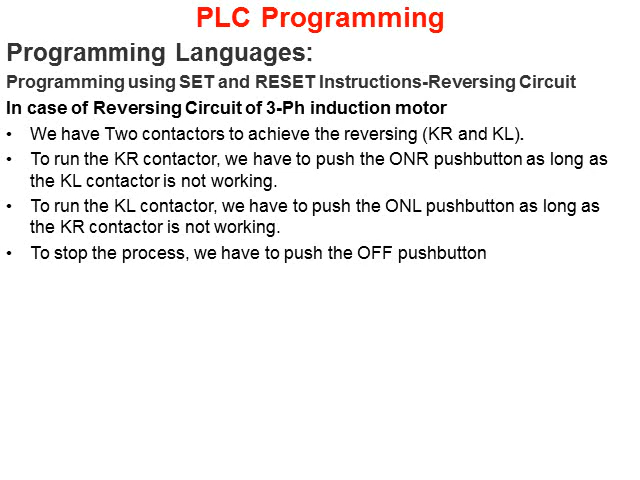 PLC Programming
Programming Languages:
Programming using SET and RESET Instructions-Reversing Circuit
In case of Reversing Circuit of 3-Ph induction motor
• We have Two contactors to achieve the reversing (KR and KL).
• To run the KR contactor, we have to push the ONR pushbutton as long as
the KL contactor is not working.
• To run the KL contactor, we have to push the ONL pushbutton as long as
the KR contactor is not working.
• To stop the process, we have to push the OFF pushbutton